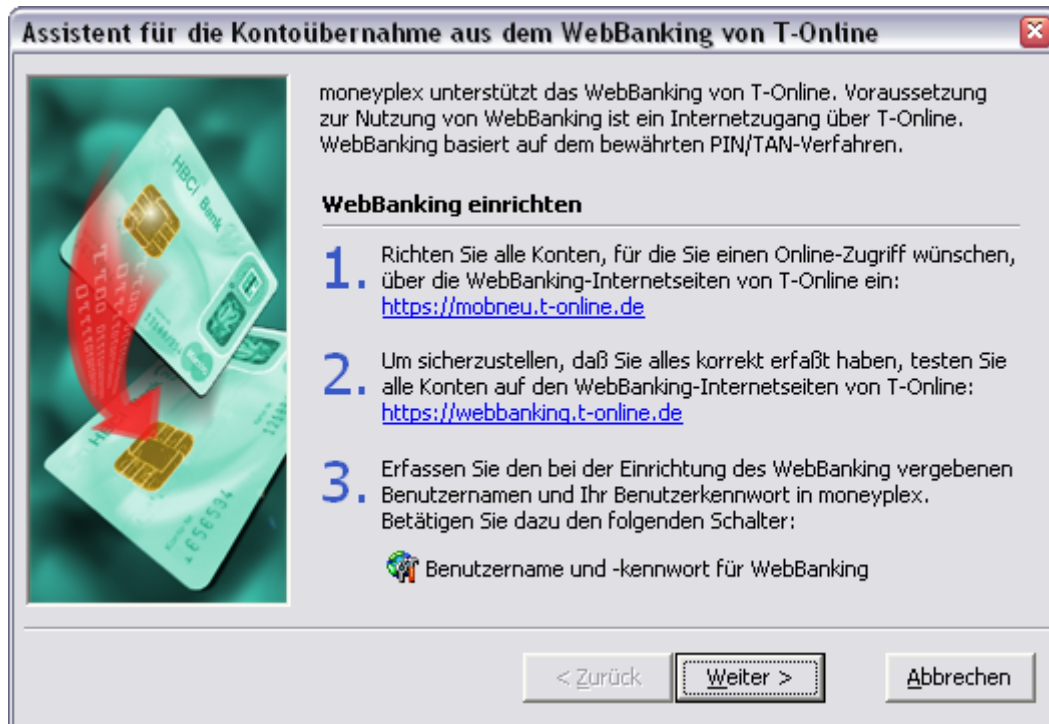 Assistent für die Kontoübernahme aus dem WebBanking von T-Online
moneyplex unterstützt das WebBanking von T-Online. Voraussetzung
zur Nutzung von WebBanking ist ein Internetzugang über T-Online.
WebBanking basiert auf dem bewährten PIN/TAN-Verfahren.
WebBanking einrichten
1. Richten Sie alle Konten, für die Sie einen Online-Zugriff wünschen,
über die WebBanking-Internetseiten von T-Online ein:
https://mobneu.t-online.de
2. Um sicherzustellen, daß Sie alles korrekt erfaßt haben, testen Sie
alle Konten auf den WebBanking-Internetseiten von T-Online:
https://webbanking.t-online.de
3. Erfassen Sie den bei der Einrichtung des WebBanking vergebenen
Benutzernamen und Ihr Benutzerkennwort in moneyplex.
Betätigen Sie dazu den folgenden Schalter:
Benutzername und -kennwort für WebBanking
< Zurück
Weiter >
Abbrechen
HBCI Bank